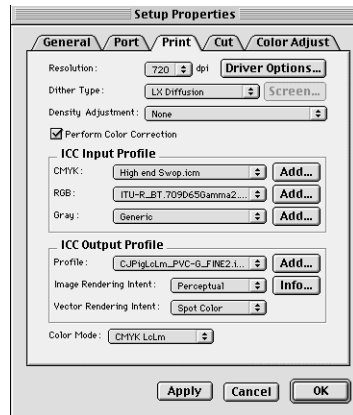 Setup Properties
General Port Print Cut Color Adjust
Resolution: 720 dpi Driver Options...
Dither Type: LX Diffusion Screen...
Density Adjustment: None
Perform Color Correction
ICC Input Profile
CMYK: High end Swop.icm Add...
RGB: ITU-R_BT.709D65Gamma2.... Add...
Gray: Generic Add...
ICC Output Profile
Profile: CJPigLcLm_PVC-G_FINE2.i... Add...
Image Rendering Intent: Perceptual Info...
Vector Rendering Intent: Spot Color
Color Mode: CMYK LcLm
Apply Cancel OK